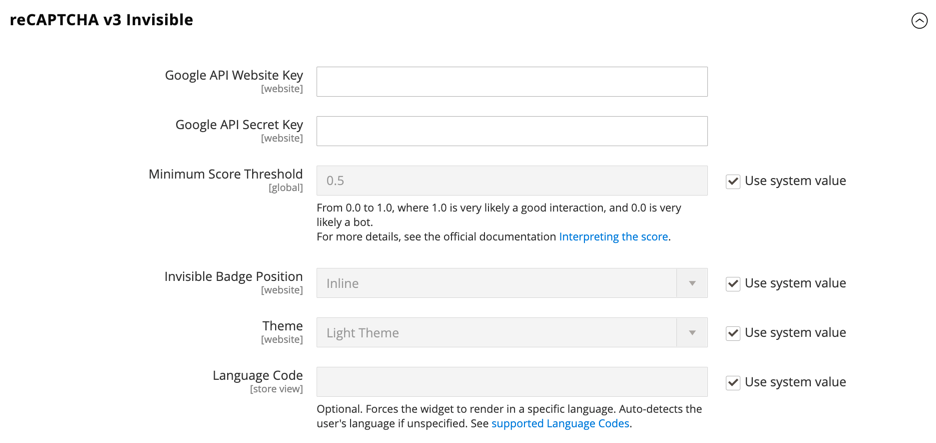 reCAPTCHA v3 Invisible
Google API Website Key
[website]
Google API Secret Key
[website]
Minimum Score Threshold
[global]
0.5
Use system value
From 0.0 to 1.0, where 1.0 is very likely a good interaction, and 0.0 is very
likely a bot.
For more details, see the official documentation Interpreting the score.
Invisible Badge Position
[website]
Inline
Use system value
Theme
[website]
Light Theme
Use system value
Language Code
[store view]
Use system value
Optional. Forces the widget to render in a specific language. Auto-detects the
user's language if unspecified. See supported Language Codes.